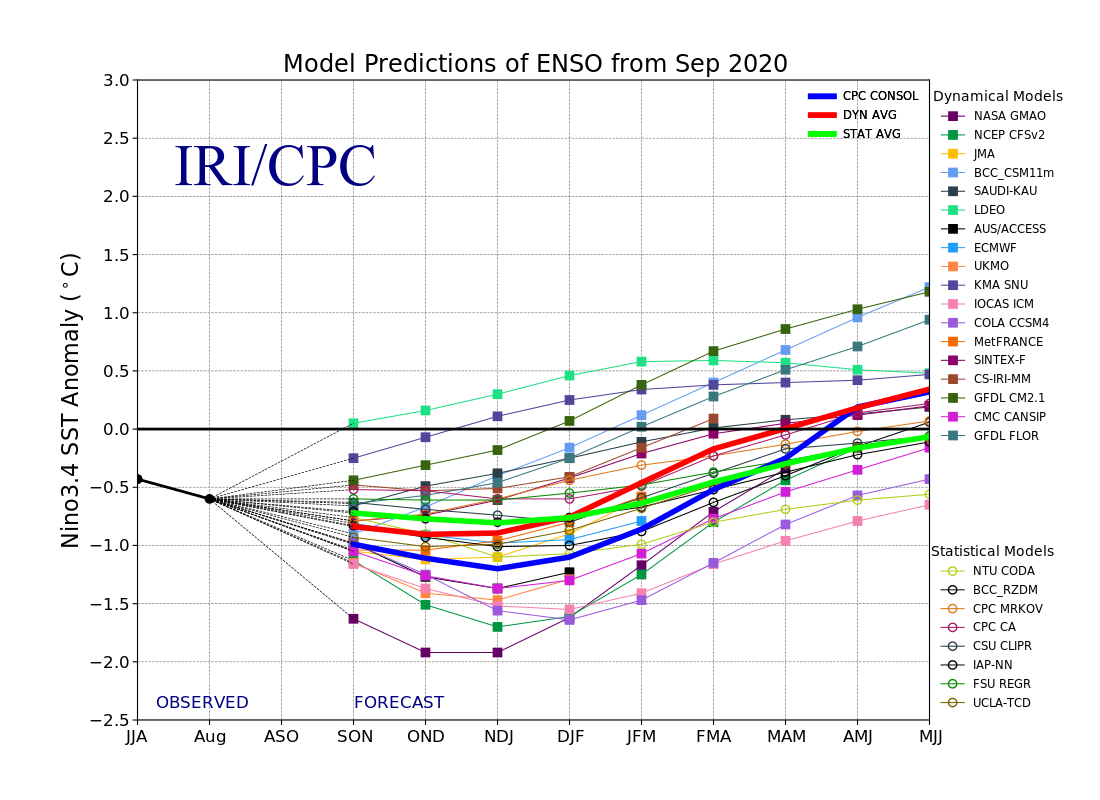 Model Predictions of ENSO from Sep 2020
IRI/CPC
CPC CONSOL
DYN AVG
STAT AVG
Nino3.4 SST Anomaly (°C)
3.0
2.5
2.0
1.5
1.0
0.5
0.0
−0.5
−1.0
−1.5
−2.0
−2.5
OBSERVED
FORECAST
JJA Aug ASO SON OND NDJ DJF JFM FMA MAM AMJ MJJ
Dynamical Models
NASA GMAO
NCEP CFSv2
JMA
BCC_CSM11m
SAUDI-KAU
LDEO
AUS/ACCESS
ECMWF
UKMO
KMA SNU
IOCAS ICM
COLA CCSM4
MetFRANCE
SINTEX-F
CS-IRI-MM
GFDL CM2.1
CMC CANSIP
GFDL FLOR
Statistical Models
NTU CODA
BCC_RZDM
CPC MRKOV
CPC CA
CSU CLIPR
IAP-NN
FSU REGR
UCLA-TCD